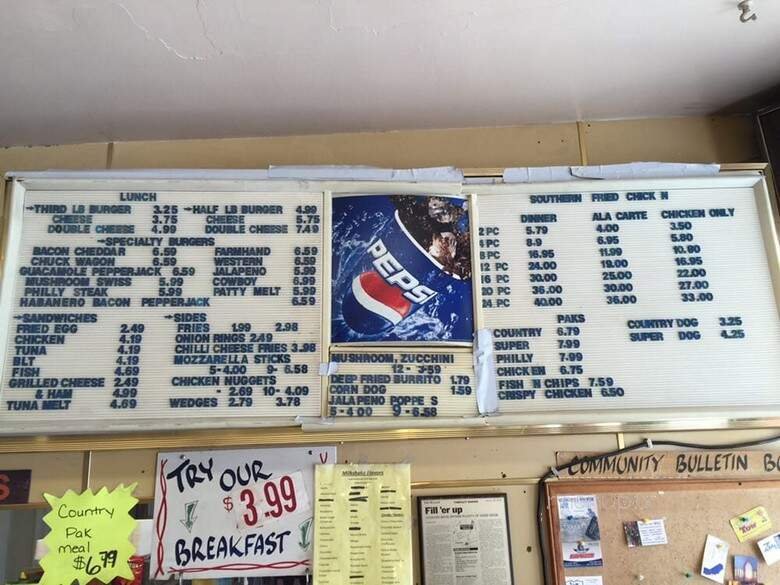 LUNCH
→THIRD LB BURGER 3.25 →HALF LB BURGER 4.99
CHEESE 3.75 CHEESE 5.75
DOUBLE CHEESE 4.99 DOUBLE CHEESE 7.49
→SPECIALTY BURGERS
BACON CHEDDAR 6.59 FARMHAND 6.59
CHUCK WAGON 6.59 WESTERN 6.59
GUACAMOLE PEPPERJACK 6.59 JALAPENO 5.99
MUSHROOM SWISS 5.99 COWBOY 6.99
PHILLY STEAK 5.99 PATTY MELT 5.99
HABANERO BACON PEPPERJACK 6.59
→SANDWICHES
FRIED EGG 2.49
CHICKEN 4.19
TUNA 4.19
BLT 4.19
FISH 4.69
GRILLED CHEESE 2.49
& HAM 4.99
TUNA MELT 4.69
→SIDES
FRIES 1.99 2.98
ONION RINGS 2.49
CHILLI CHEESE FRIES 3.98
MOZZARELLA STICKS
5-4.00 9-6.58
CHICKEN NUGGETS
- 2.69 10-4.09
WEDGES 2.79 3.78
PEPSI
MUSHROOM, ZUCCHINI
12- 3.59
DEEP FRIED BURRITO 1.79
CORN DOG 1.59
JALAPENO POPPE S
5-4 00 9-6.58
SOUTHERN FRIED CHICK N
DINNER ALA CARTE CHICKEN ONLY
2 PC 5.79 4.00 3.50
4 PC 8.9 6.95 5.80
PC 16.95 11.99 10.80
12 PC 24.00 19.00 16.95
16 PC 30.00 25.00 22.00
20 PC 36.00 30.00 27.00
24 PC 40.00 36.00 33.00
PAKS
COUNTRY 6.79
SUPER 7.99
PHILLY 7.99
CHICK EN 6.75
FISH N CHIPS 7.59
CRISPY CHICKEN 6.50
COUNTRY DOG 3.25
SUPER DOG 4.25
Country
Pak
meal
$6.79
TRY OUR
$3.99
BREAKFAST
Milkshake Flavors
Fill 'er up
COMMUNITY BULLETIN BO